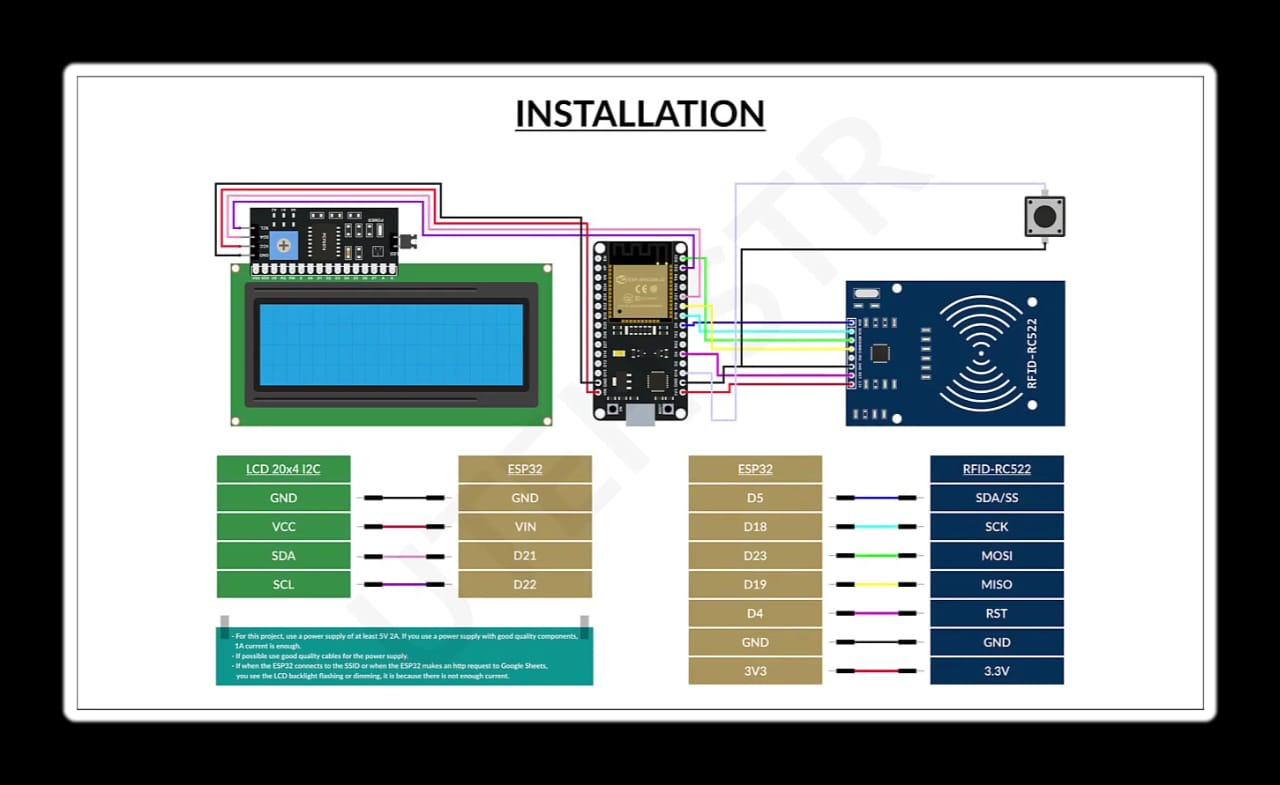 INSTALLATION
UTEH STR
RFID-RC522
LCD 20x4 I2C
ESP32
GND
GND
VCC
VIN
SDA
D21
SCL
D22
ESP32
RFID-RC522
D5
SDA/SS
D18
SCK
D23
MOSI
D19
MISO
D4
RST
GND
GND
3V3
3.3V
- For this project, use a power supply of at least 5V 2A. If you use a power supply with good quality components,
1A current is enough.
- If possible use good quality cables for the power supply.
- If when the ESP32 connects to the SSID or when the ESP32 makes an http request to Google Sheets,
you see the LCD backlight flashing or dimming, it is because there is not enough current.